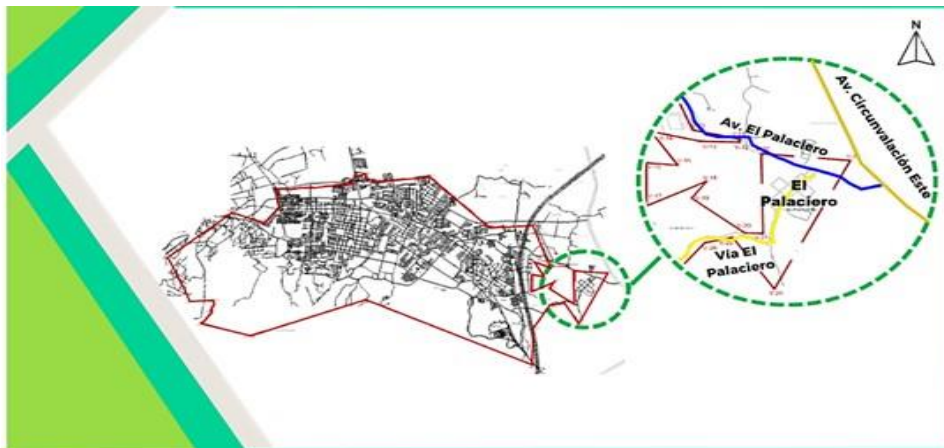 N
Av. Circunvalación Este
Av. El Palaciero
El
Palaciero
Vía El
Palaciero